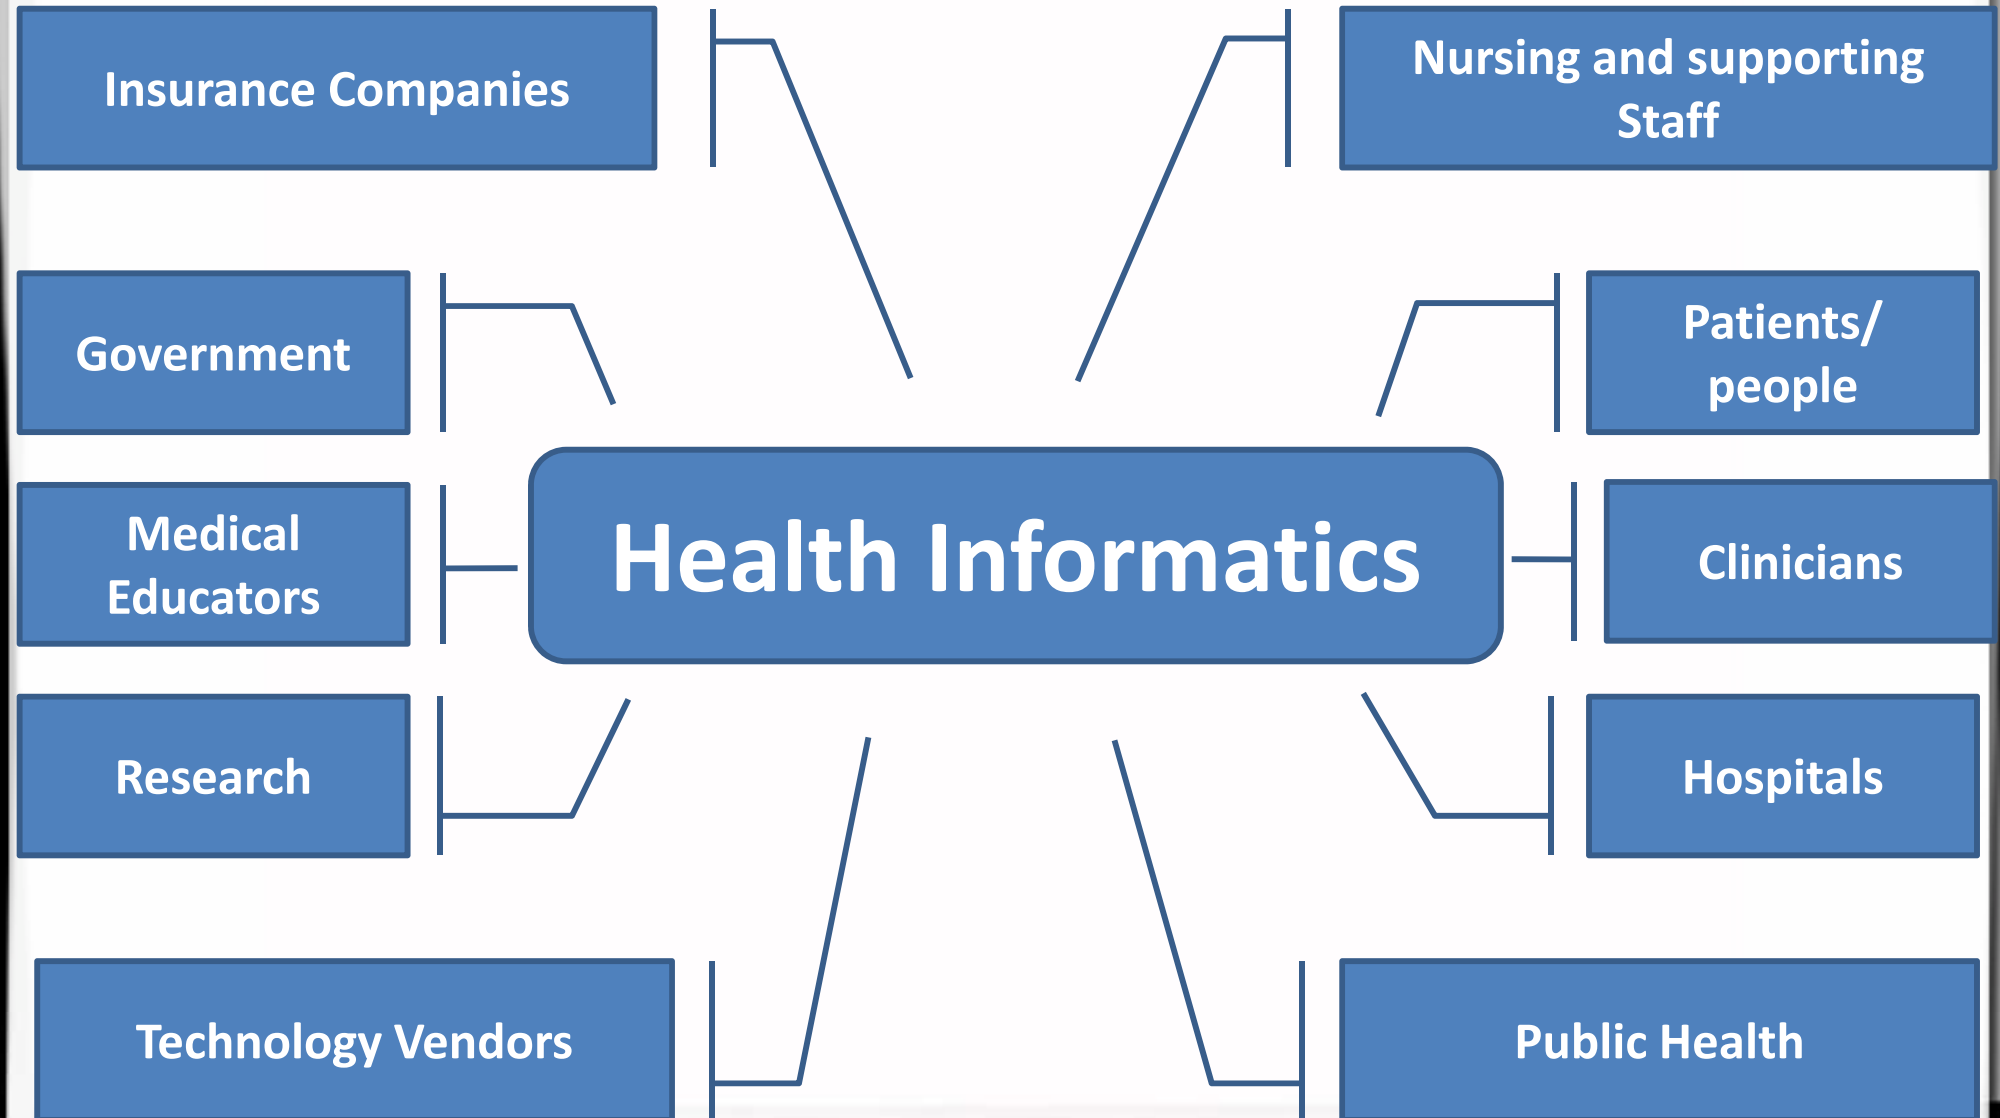 Insurance Companies
Nursing and supporting
Staff
Government
Patients/
people
Medical
Educators
Health Informatics
Clinicians
Research
Hospitals
Technology Vendors
Public Health